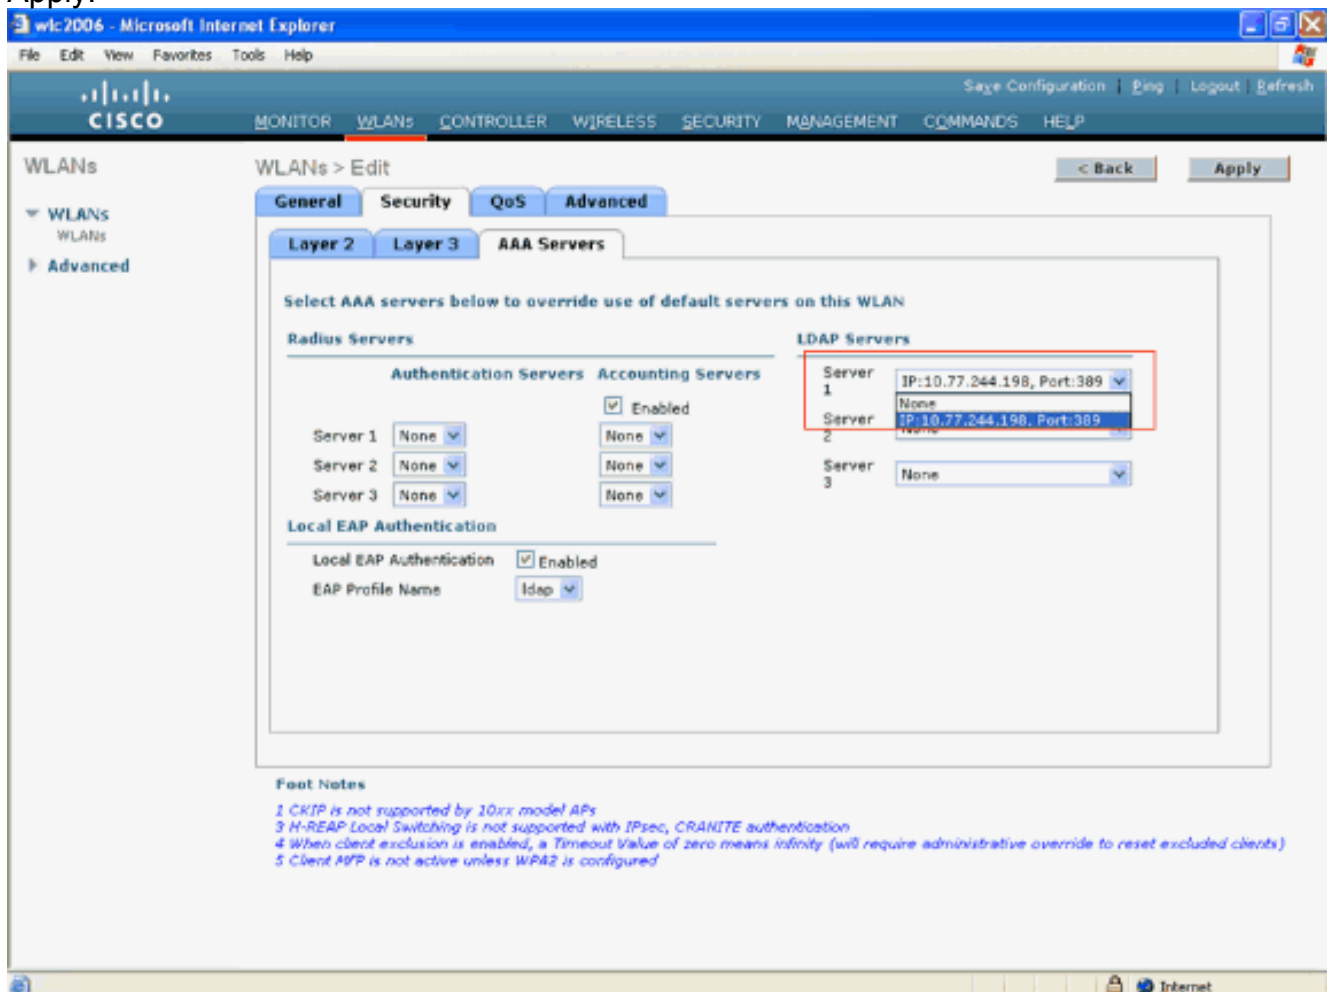 Apply.
wlc2006 - Microsoft Internet Explorer
File Edit View Favorites Tools Help
Save Configuration | Ping | Logout | Refresh
CISCO
MONITOR WLANs CONTROLLER WIRELESS SECURITY MANAGEMENT COMMANDS HELP
WLANs
WLANs > Edit
< Back Apply
WLANs
WLANs
Advanced
General Security QoS Advanced
Layer 2 Layer 3 AAA Servers
Select AAA servers below to override use of default servers on this WLAN
Radius Servers
Authentication Servers Accounting Servers
Enabled
Server 1 None None
Server 2 None None
Server 3 None None
LDAP Servers
Server 1 IP:10.77.244.198, Port:389
None
IP:10.77.244.198, Port:389
Server 2 None
Server 3 None
Local EAP Authentication
Local EAP Authentication Enabled
EAP Profile Name ldap
Foot Notes
1 CKIP is not supported by 10xx model APs
3 H-REAP Local Switching is not supported with IPsec, CRANITE authentication
4 When client exclusion is enabled, a Timeout Value of zero means infinity (will require administrative override to reset excluded clients)
5 Client MFP is not active unless WPA2 is configured
Internet